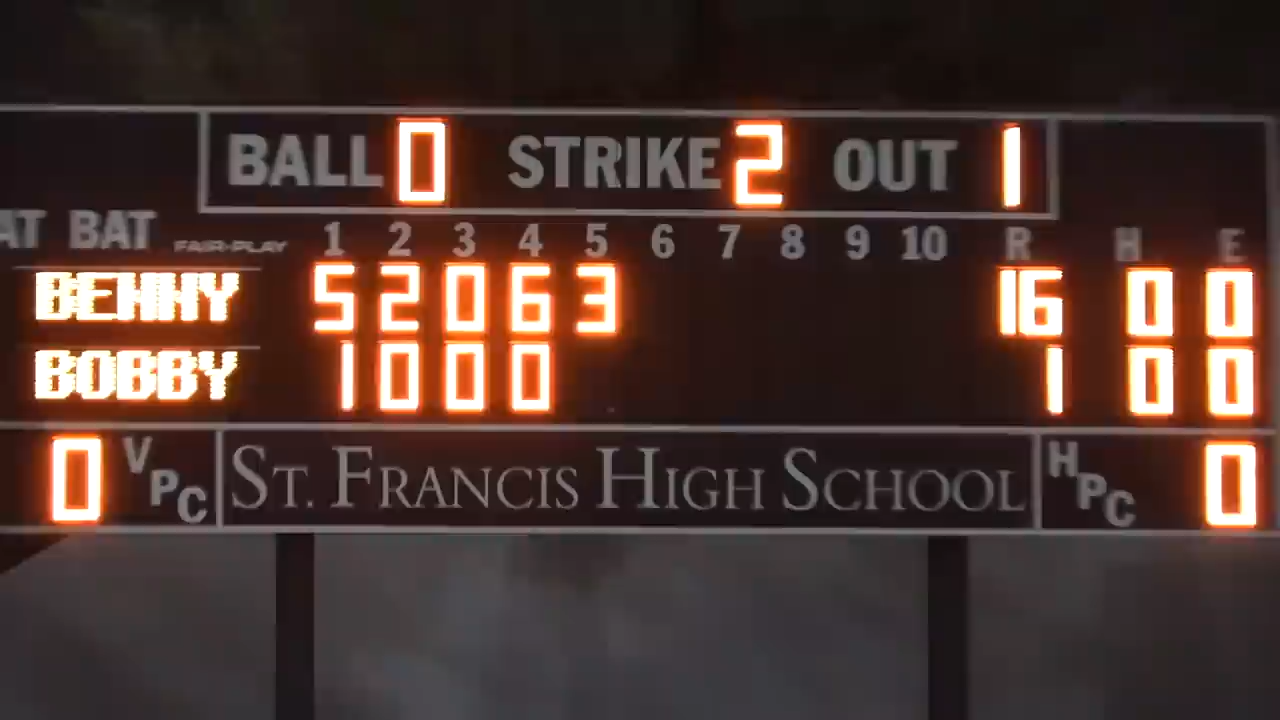 BALL 0 STRIKE 2 OUT 1
AT BAT FAIR-PLAY 1 2 3 4 5 6 7 8 9 10 R H E
BENNY 5 2 0 6 3 16 0 0
BOBBY 1 0 0 0 1 0 0
0 VPC ST. FRANCIS HIGH SCHOOL HPC 0